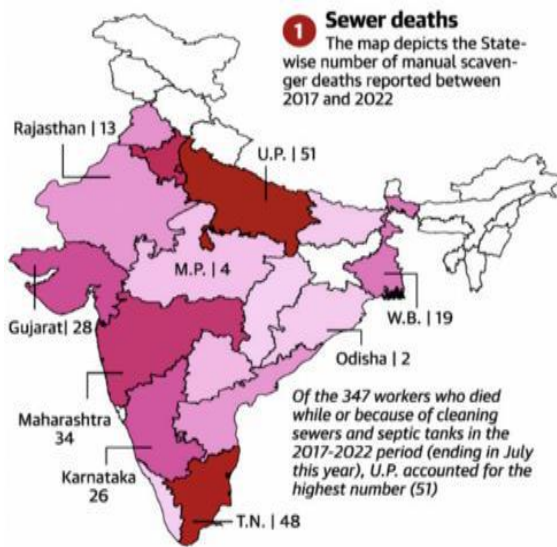 1 Sewer deaths
The map depicts the State-
wise number of manual scaven-
ger deaths reported between
2017 and 2022
Rajasthan | 13
U.P. | 51
M.P. | 4
Gujarat| 28
W.B. | 19
Odisha | 2
Maharashtra
34
Karnataka
26
T.N. | 48
Of the 347 workers who died
while or because of cleaning
sewers and septic tanks in the
2017-2022 period (ending in July
this year), U.P. accounted for the
highest number (51)